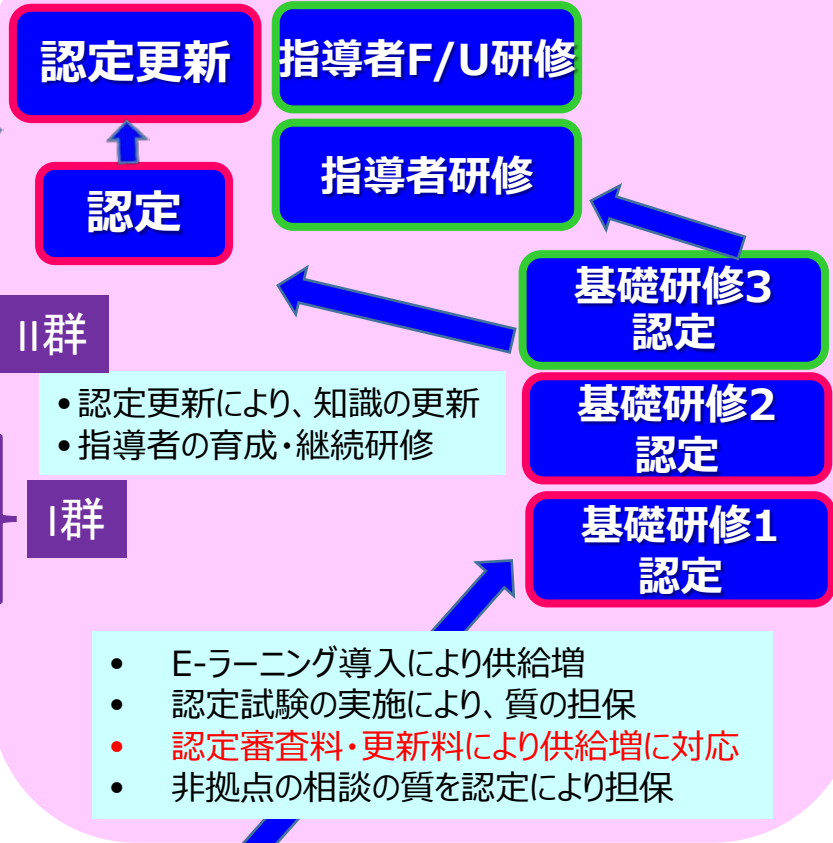 認定更新
指導者F/U研修
指導者研修
認定
基礎研修3
認定
II群
• 認定更新により、知識の更新
• 指導者の育成・継続研修
基礎研修2
認定
I群
基礎研修1
認定
• E-ラーニング導入により供給増
• 認定試験の実施により、質の担保
• 認定審査料・更新料により供給増に対応
• 非拠点の相談の質を認定により担保